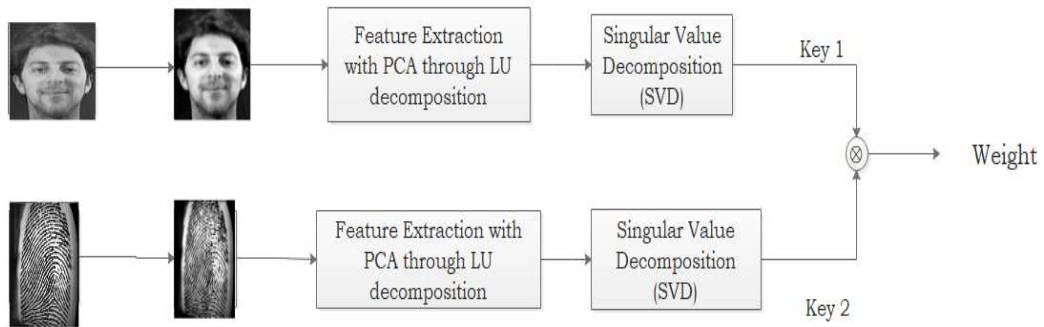 Feature Extraction
with PCA through LU
decomposition
Singular Value
Decomposition
(SVD)
Key 1
Weight
Feature Extraction with
PCA through LU
decomposition
Singular Value
Decomposition
(SVD)
Key 2